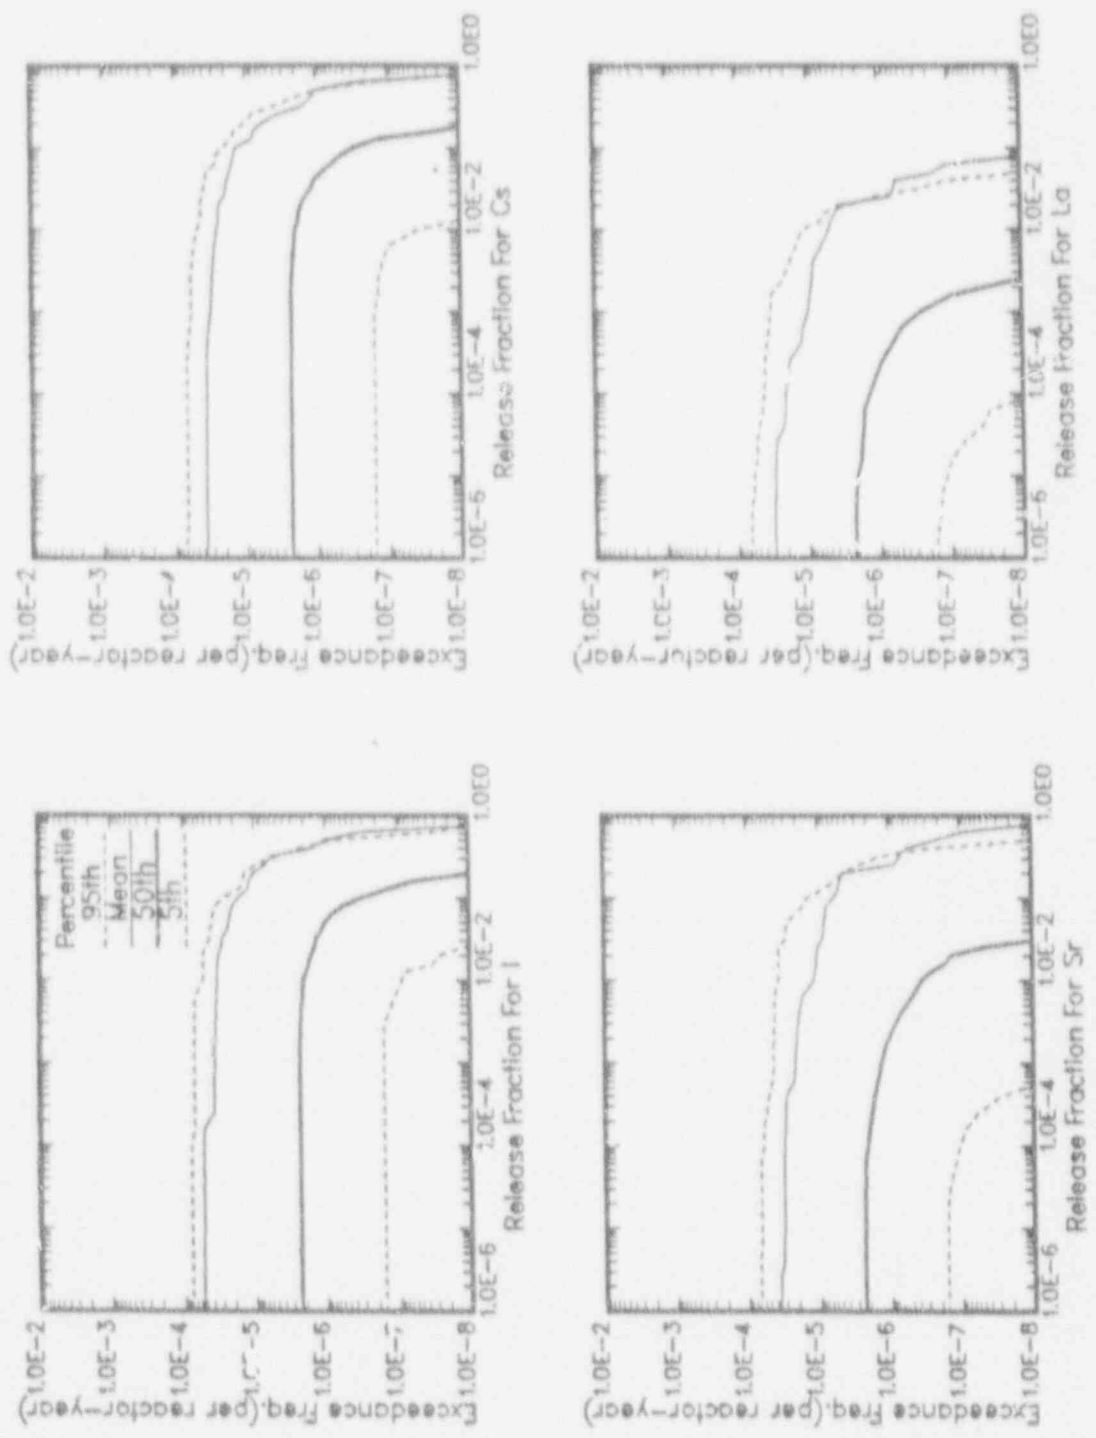 Exceedance Freq. (per reactor-year)
1.0E-2
1.0E-3
1.0E-4
1.0E-6
1.0E-8
Percentile
95th
Mean
50th
5th
1.0E-6
1.0E-4
1.0E-2
1.0E0
Release Fraction For I
Exceedance Freq. (per reactor-year)
1.0E-2
1.0E-3
1.0E-5
1.0E-6
1.0E-7
1.0E-8
1.0E-6
1.0E-4
1.0E-2
1.0E0
Release Fraction For Cs
Exceedance Freq. (per reactor-year)
1.0E-2
1.0E-3
1.0E-4
1.0E-5
1.0E-6
1.0E-7
1.0E-8
1.0E-6
1.0E-4
1.0E-2
1.0E0
Release Fraction For Sr
Exceedance Freq. (per reactor-year)
1.0E-2
1.0E-3
1.0E-4
1.0E-5
1.0E-6
1.0E-7
1.0E-8
1.0E-6
1.0E-4
1.0E-2
1.0E0
Release Fraction For La